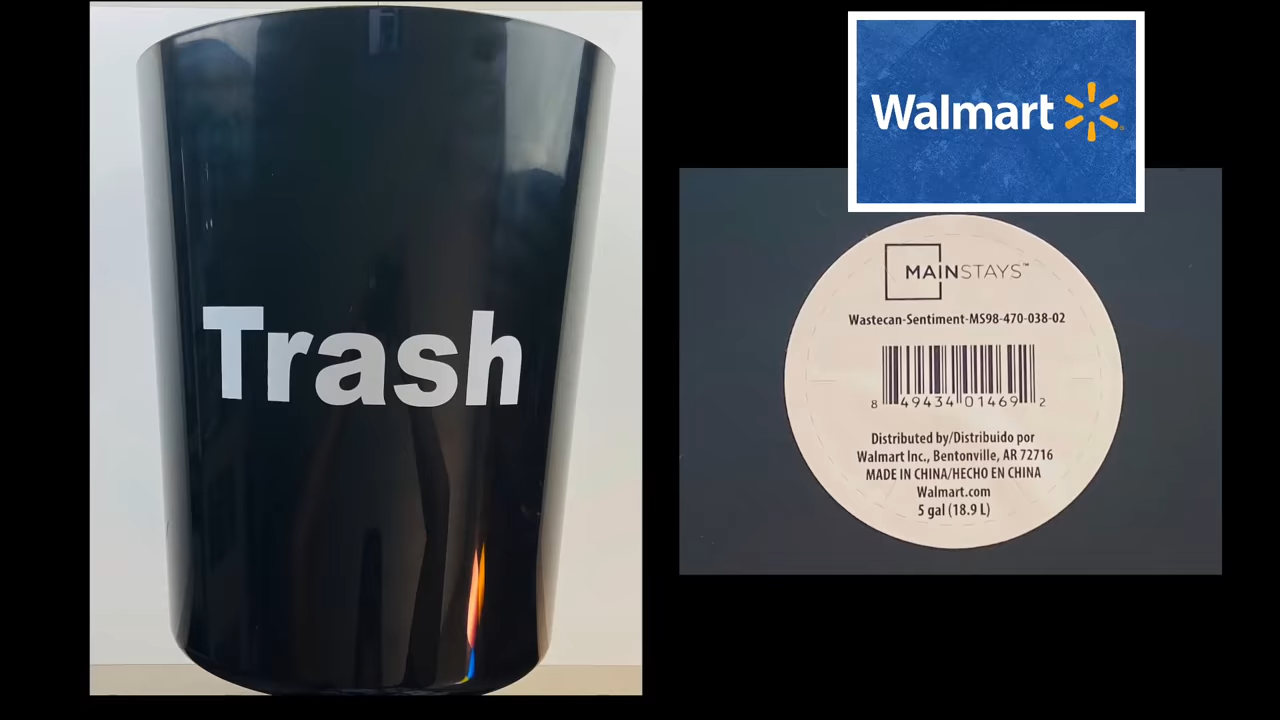 Trash
Walmart
MAINSTAYS™
Wastecan-Sentiment-MS98-470-038-02
8 49434 01469 2
Distributed by/Distribuido por
Walmart Inc., Bentonville, AR 72716
MADE IN CHINA/HECHO EN CHINA
Walmart.com
5 gal (18.9 L)